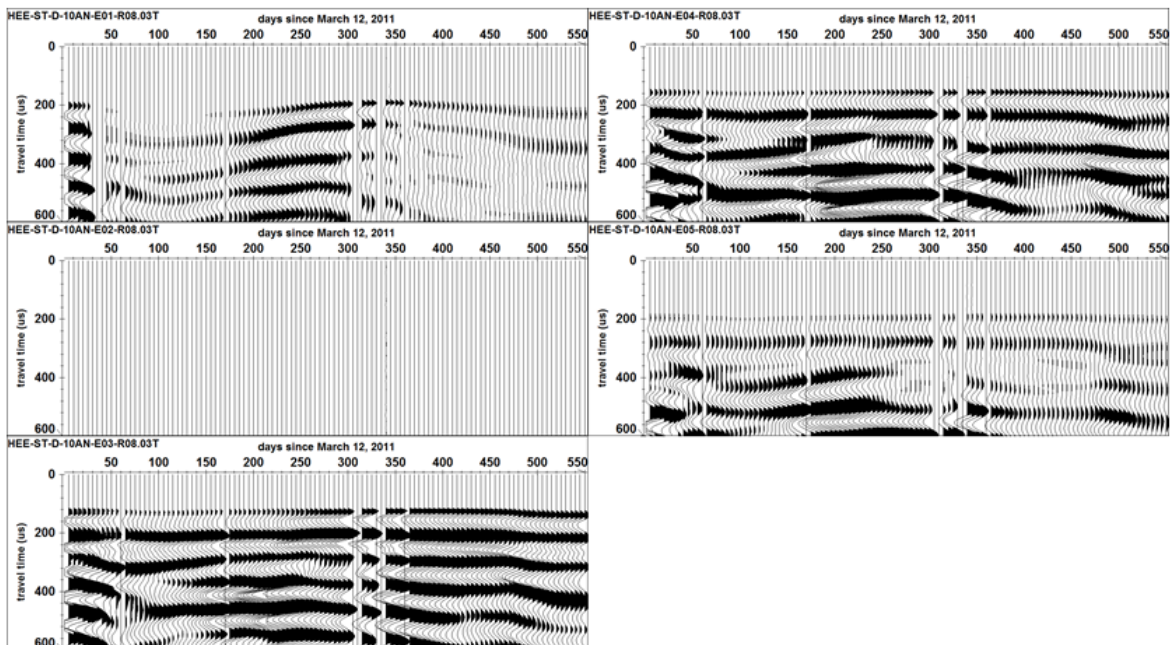 HEE-ST-D-10AN-E01-R08.03T
days since March 12, 2011
50 100 150 200 250 300 350 400 450 500 550
travel time (us)
0
200
400
600
HEE-ST-D-10AN-E04-R08.03T
days since March 12, 2011
50 100 150 200 250 300 350 400 450 500 550
travel time (us)
0
200
400
600
HEE-ST-D-10AN-E02-R08.03T
days since March 12, 2011
50 100 150 200 250 300 350 400 450 500 550
travel time (us)
0
200
400
600
HEE-ST-D-10AN-E05-R08.03T
days since March 12, 2011
50 100 150 200 250 300 350 400 450 500 550
travel time (us)
0
200
400
600
HEE-ST-D-10AN-E03-R08.03T
days since March 12, 2011
50 100 150 200 250 300 350 400 450 500 550
travel time (us)
0
200
400
600